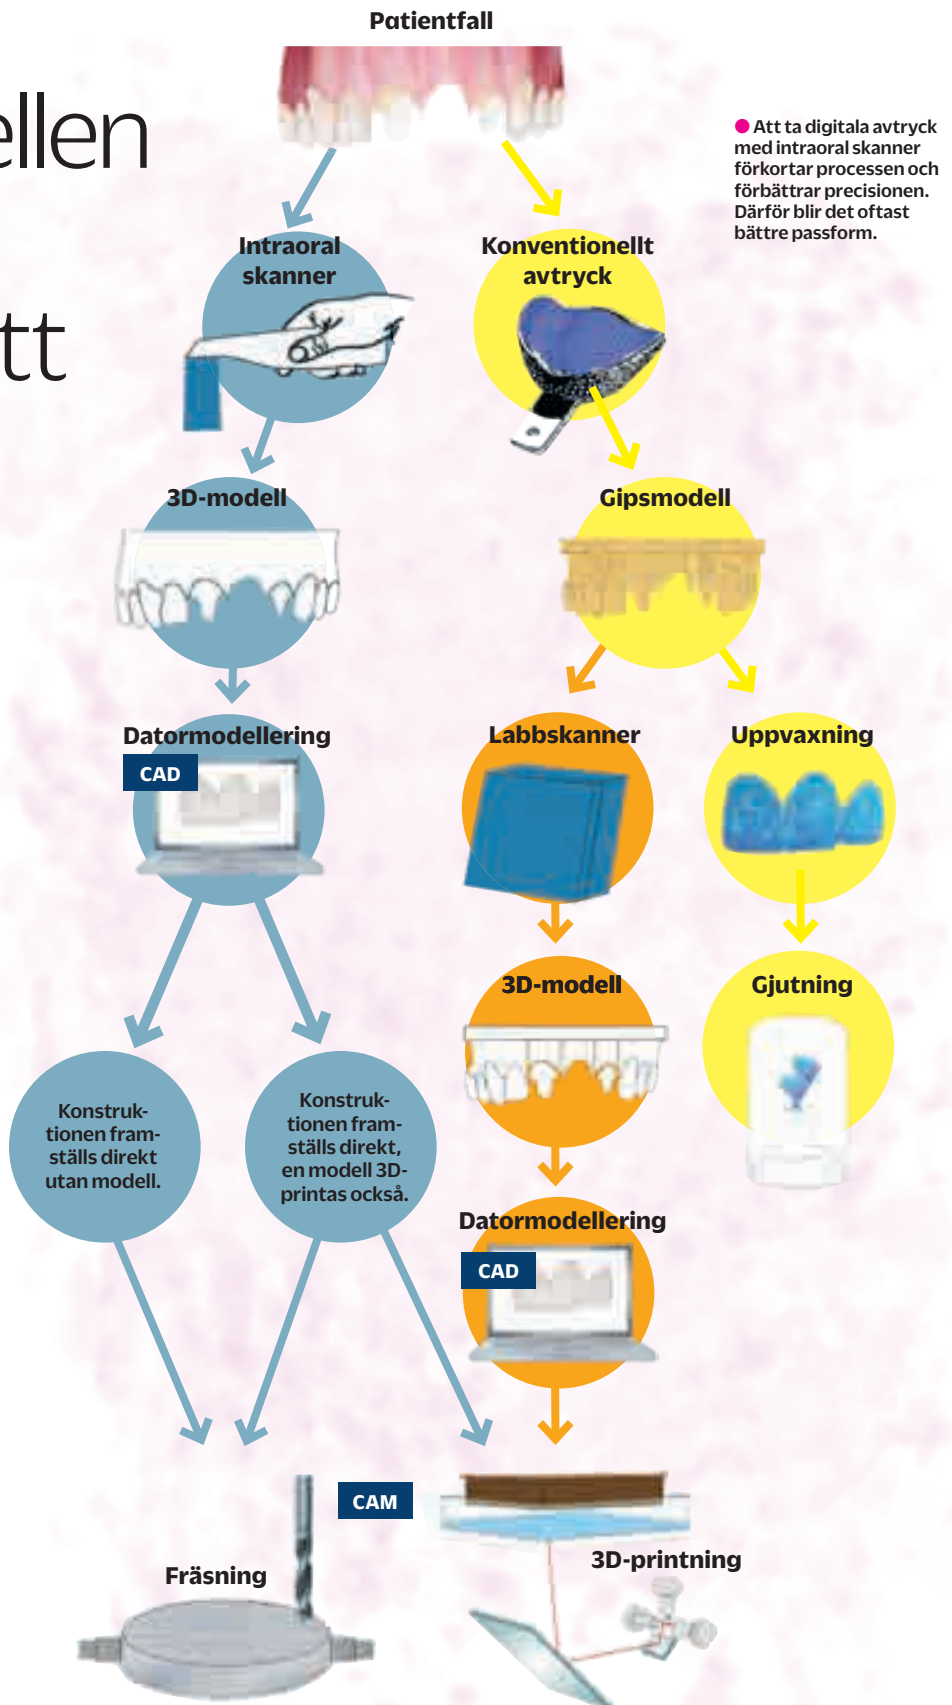 Patientfall
ellen
tt
● Att ta digitala avtryck
med intraoral skanner
förkortar processen och
förbättrar precisionen.
Därför blir det oftast
bättre passform.
Intraoral
skanner
Konventionellt
avtryck
3D-modell
Gipsmodell
Datormodellering
CAD
Labbskanner
Uppvaxning
3D-modell
Gjutning
Konstruk-
tionen fram-
ställs direkt
utan modell.
Konstruk-
tionen fram-
ställs direkt,
en modell 3D-
printas också.
Datormodellering
CAD
CAM
Fräsning
3D-printning